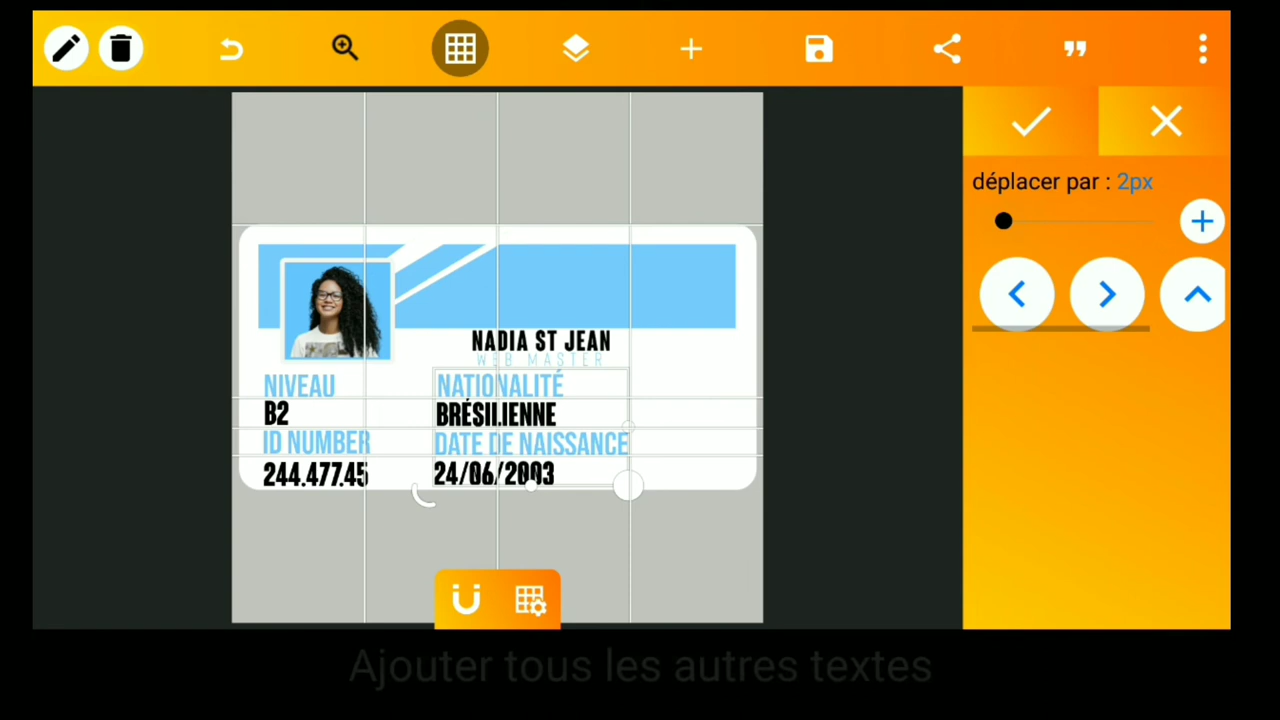 déplacer par : 2px
NADIA ST JEAN
WEB MASTER
NIVEAU
NATIONALITÉ
B2
BRÉSILIENNE
ID NUMBER
DATE DE NAISSANCE
244.477.45
24/06/2003
Ajouter tous les autres textes